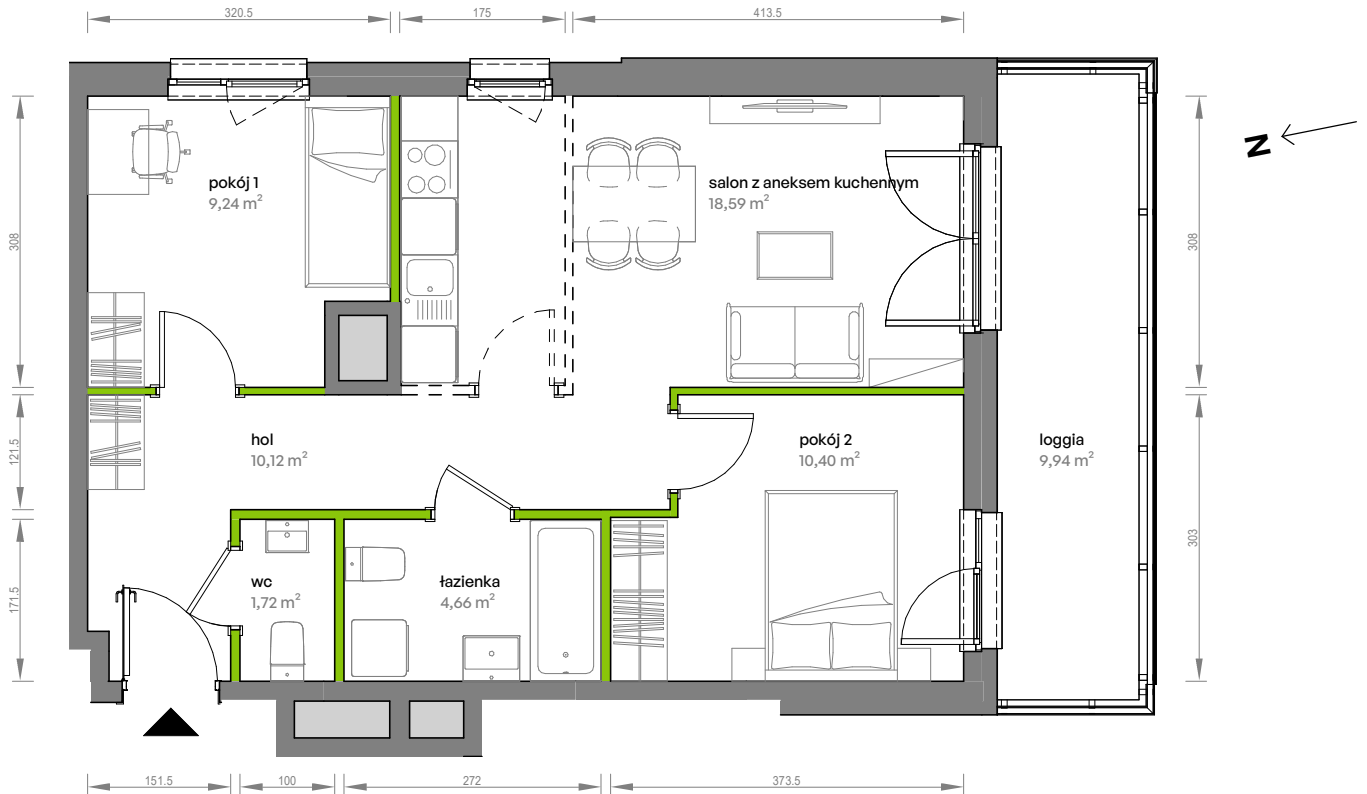 320.5
175
413.5
308
121.5
171.5
308
303
N
pokój 1
9,24 m²
salon z aneksem kuchennym
18,59 m²
hol
10,12 m²
pokój 2
10,40 m²
loggia
9,94 m²
wc
1,72 m²
łazienka
4,66 m²
151.5
100
272
373.5